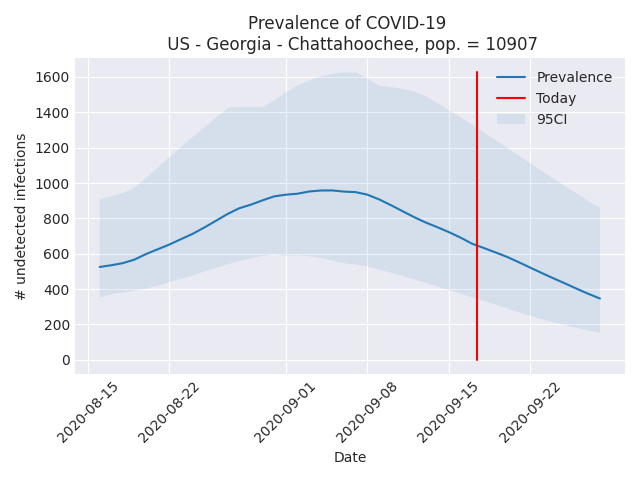 Prevalence of COVID-19
US - Georgia - Chattahoochee, pop. = 10907
# undetected infections
1600
1400
1200
1000
800
600
400
200
0
Prevalence
Today
95CI
2020-08-15
2020-08-22
2020-09-01
2020-09-08
2020-09-15
2020-09-22
Date